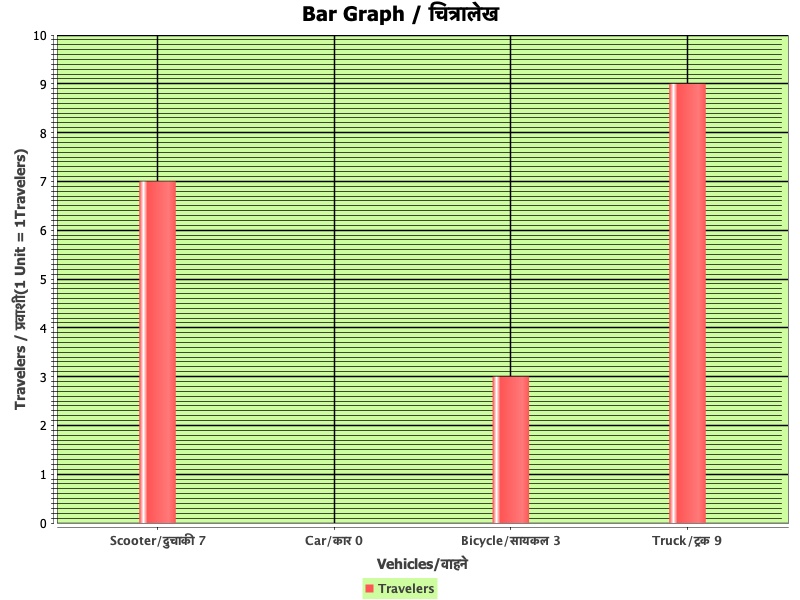 Bar Graph / चित्रालेख
Travelers / प्रवाशी(1 Unit = 1Travelers)
10
9
8
7
6
5
4
3
2
1
0
Scooter/दुचाकी 7 Car/कार 0 Bicycle/सायकल 3 Truck/ट्रक 9
Vehicles/वाहने
Travelers